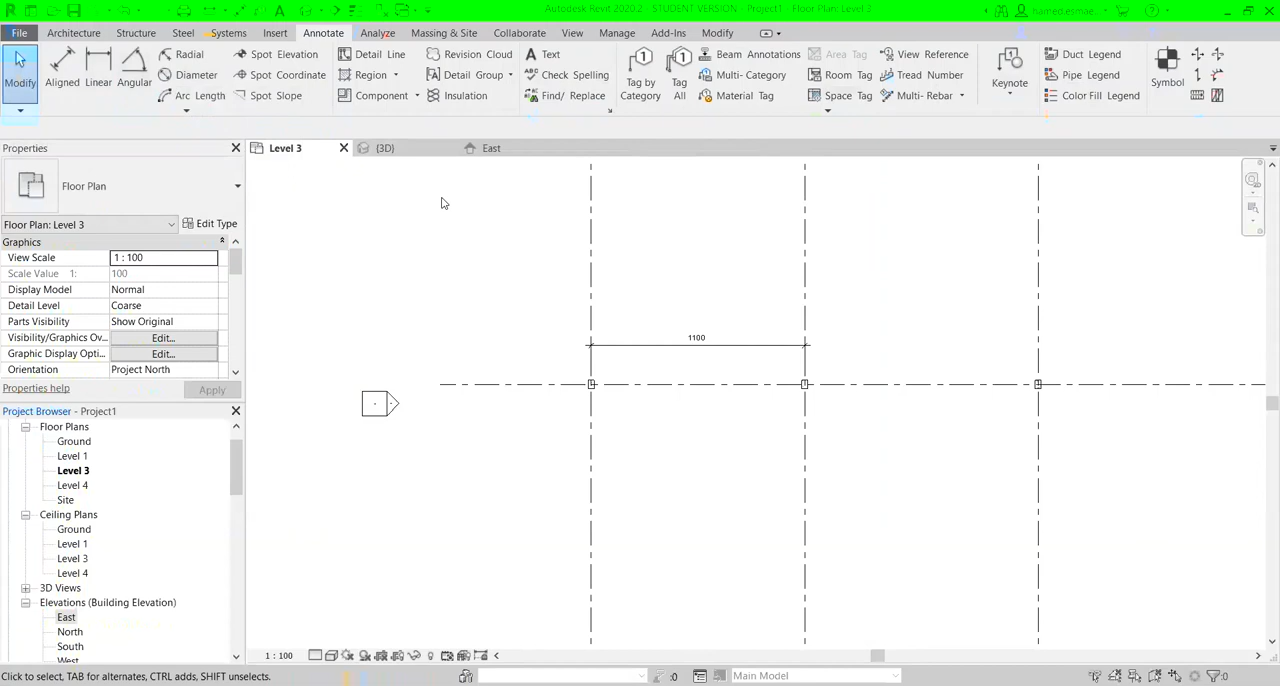 Autodesk Revit 2020.2 - STUDENT VERSION - Project1 - Floor Plan: Level 3
hamed.esmae...
File Architecture Structure Steel Systems Insert Annotate Analyze Massing & Site Collaborate View Manage Add-Ins Modify
Modify
Aligned Linear Angular
Radial
Diameter
Arc Length
Spot Elevation
Spot Coordinate
Spot Slope
Detail Line
Region
Component
Revision Cloud
Detail Group
Insulation
Text
Check Spelling
Find/ Replace
Tag by
Category
Tag
All
Beam Annotations
Multi- Category
Material Tag
Area Tag
Room Tag
Space Tag
View Reference
Tread Number
Multi- Rebar
Keynote
Duct Legend
Pipe Legend
Color Fill Legend
Symbol
Properties
Floor Plan
Floor Plan: Level 3
Edit Type
Graphics
View Scale 1 : 100
Scale Value 1: 100
Display Model Normal
Detail Level Coarse
Parts Visibility Show Original
Visibility/Graphics Ov... Edit...
Graphic Display Opti... Edit...
Orientation Project North
Properties help
Apply
Project Browser - Project1
Floor Plans
Ground
Level 1
Level 3
Level 4
Site
Ceiling Plans
Ground
Level 1
Level 3
Level 4
3D Views
Elevations (Building Elevation)
East
North
South
West
Level 3 {3D} East
1100
1 : 100
Click to select, TAB for alternates, CTRL adds, SHIFT unselects.
:0
Main Model
:0